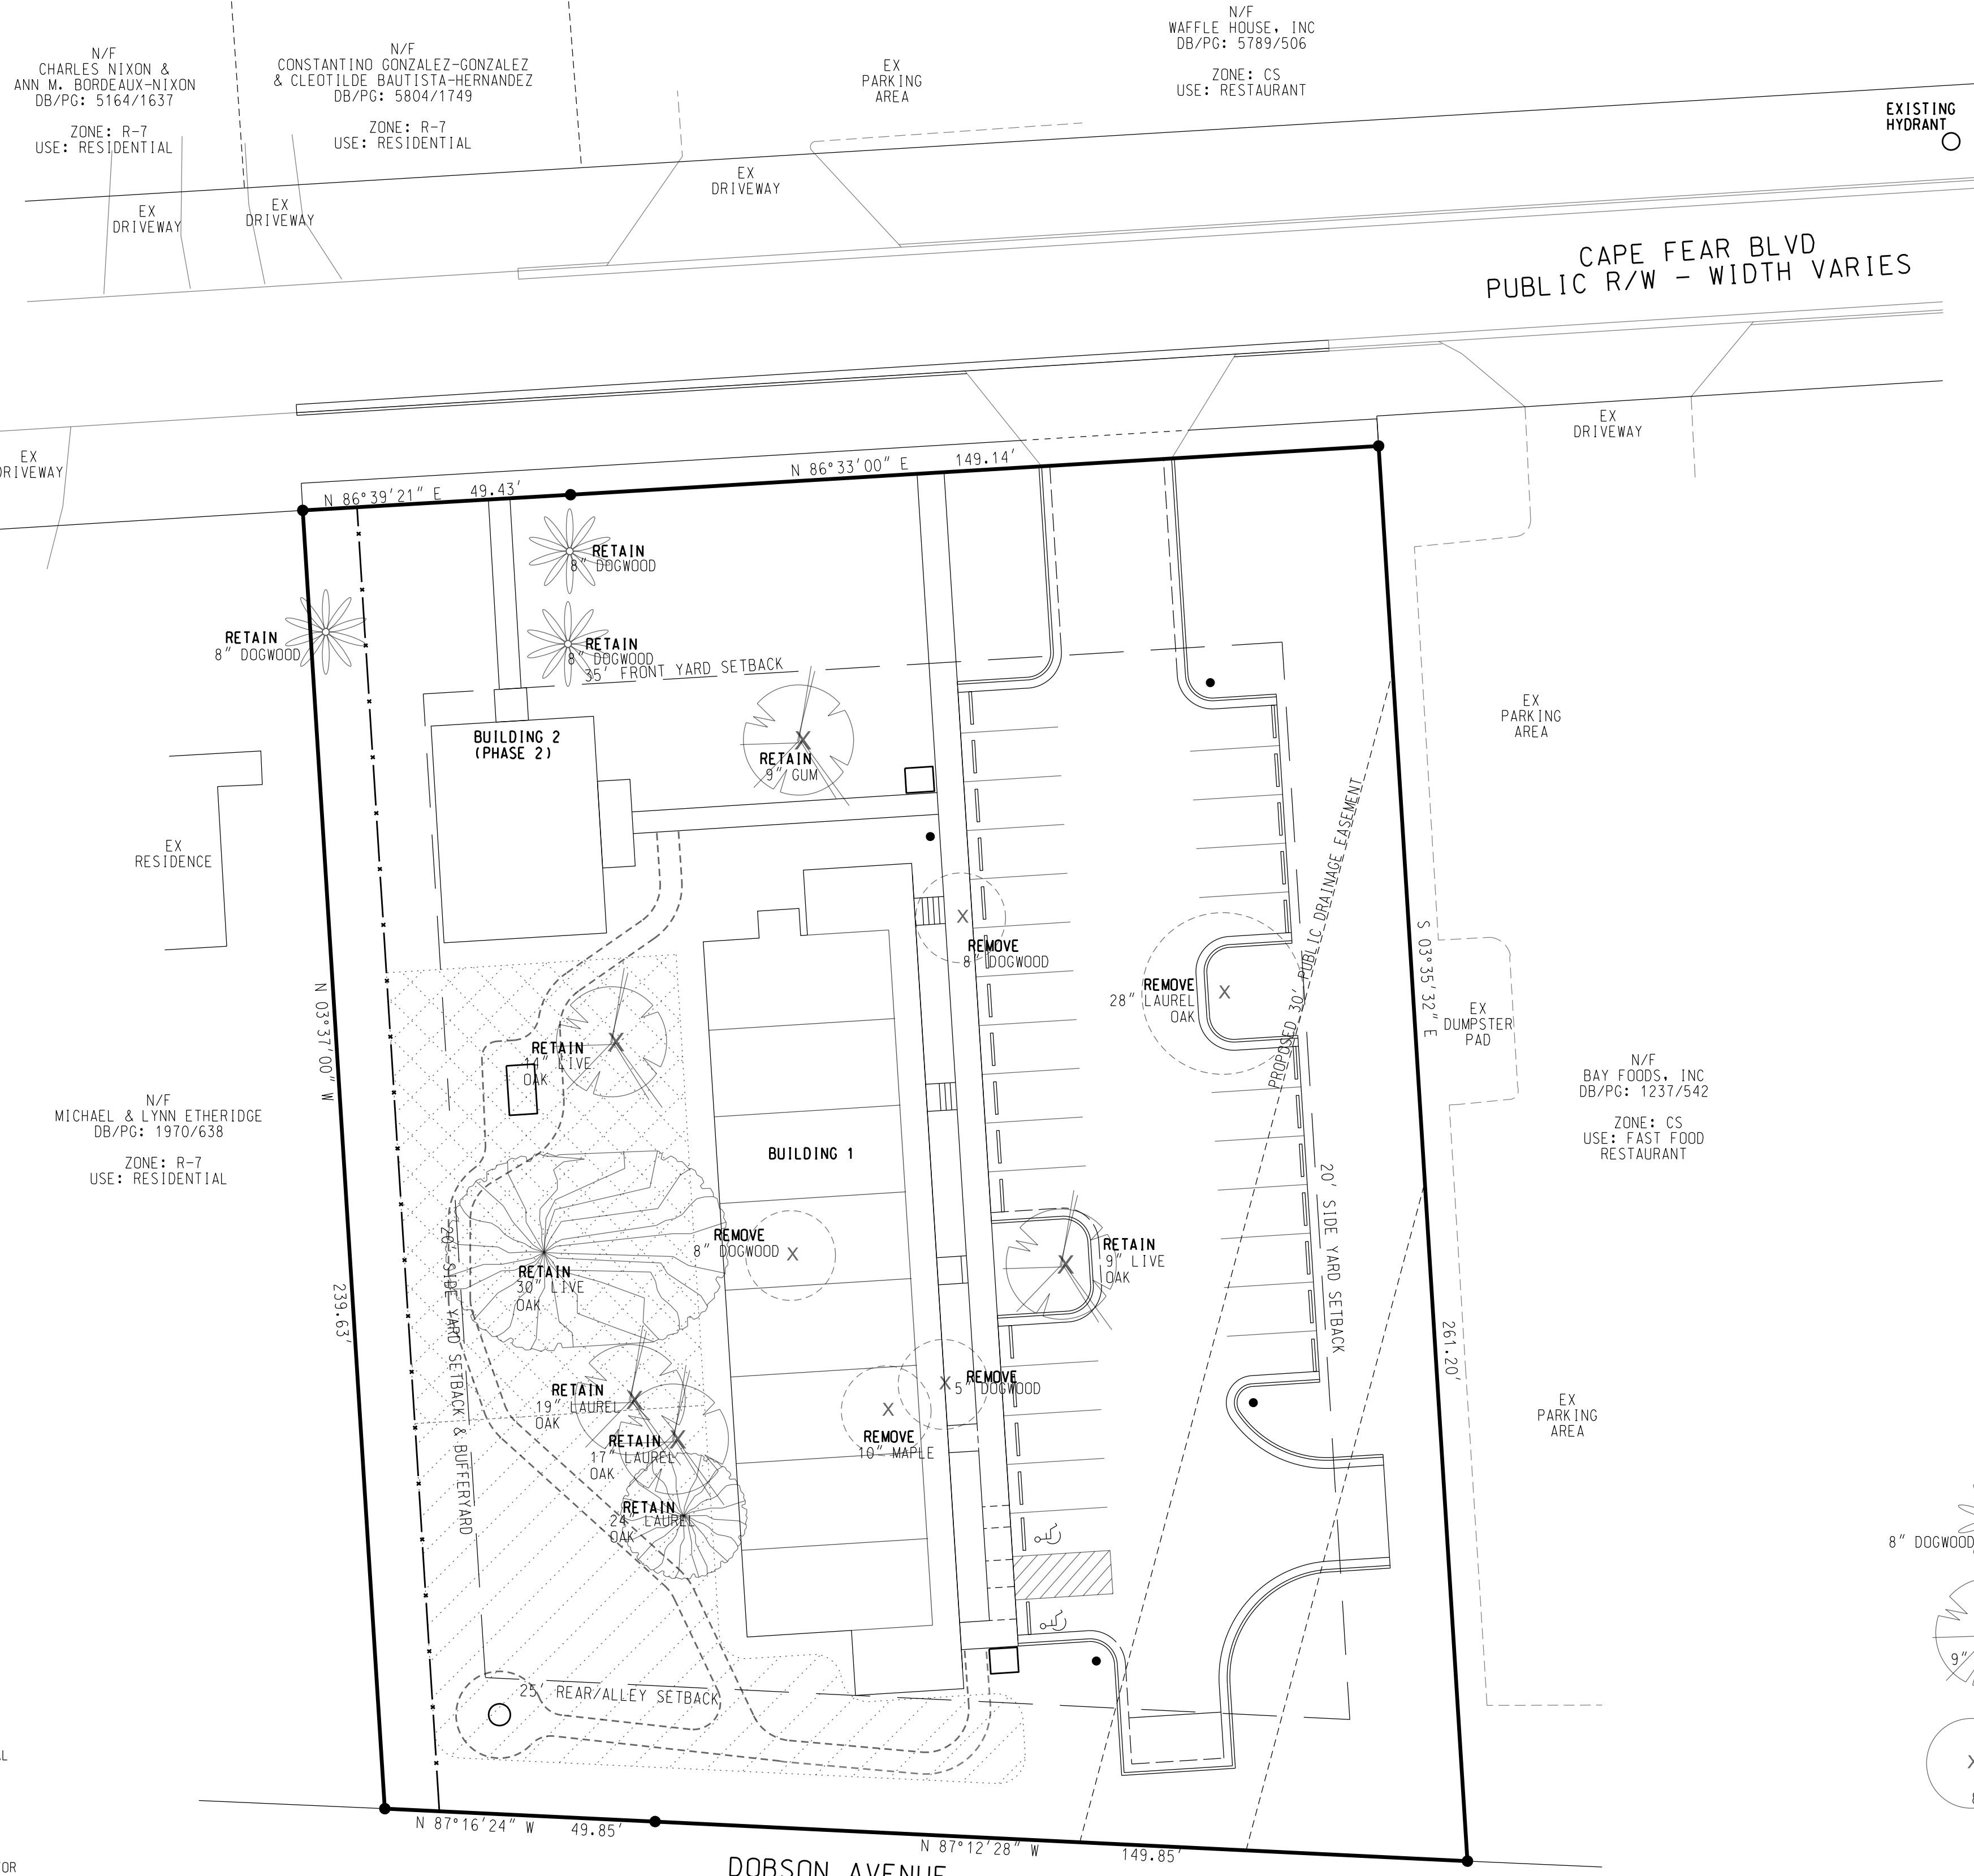 N/F
CHARLES NIXON &
ANN M. BORDEAUX-NIXON
DB/PG: 5164/1637
ZONE: R-7
USE: RESIDENTIAL
N/F
CONSTANTINO GONZALEZ-GONZALEZ
& CLEOTILDE BAUTISTA-HERNANDEZ
DB/PG: 5804/1749
ZONE: R-7
USE: RESIDENTIAL
EX
PARKING
AREA
N/F
WAFFLE HOUSE, INC
DB/PG: 5789/506
ZONE: CS
USE: RESTAURANT
EXISTING
HYDRANT
EX
DRIVEWAY
EX
DRIVEWAY
EX
DRIVEWAY
CAPE FEAR BLVD
PUBLIC R/W - WIDTH VARIES
EX
DRIVEWAY
EX
DRIVEWAY
N 86°39'21" E 49.43'
N 86°33'00" E 149.14'
RETAIN
8" DOGWOOD
RETAIN
8" DOGWOOD
RETAIN
8" DOGWOOD
35' FRONT YARD SETBACK
BUILDING 2
(PHASE 2)
RETAIN
9" GUM
EX
PARKING
AREA
EX
RESIDENCE
PROPOSED 30' PUBLIC DRAINAGE EASEMENT
REMOVE
8" DOGWOOD
REMOVE
28" LAUREL
OAK
S 03°35'32" E
261.20'
EX
DUMPSTER
PAD
N 03°37'00" W
239.63'
RETAIN
14" LIVE
OAK
N/F
MICHAEL & LYNN ETHERIDGE
DB/PG: 1970/638
ZONE: R-7
USE: RESIDENTIAL
N/F
BAY FOODS, INC
DB/PG: 1237/542
ZONE: CS
USE: FAST FOOD
RESTAURANT
BUILDING 1
20' SIDE YARD SETBACK
20' SIDE YARD SETBACK & BUFFERYARD
REMOVE
8" DOGWOOD
RETAIN
9" LIVE
OAK
RETAIN
30" LIVE
OAK
RETAIN
19" LAUREL
OAK
REMOVE
5" DOGWOOD
RETAIN
17" LAUREL
OAK
REMOVE
10" MAPLE
EX
PARKING
AREA
RETAIN
24" LAUREL
OAK
8" DOGWOOD
9"
25' REAR/ALLEY SETBACK
N 87°16'24" W 49.85'
N 87°12'28" W 149.85'
DOBSON AVENUE